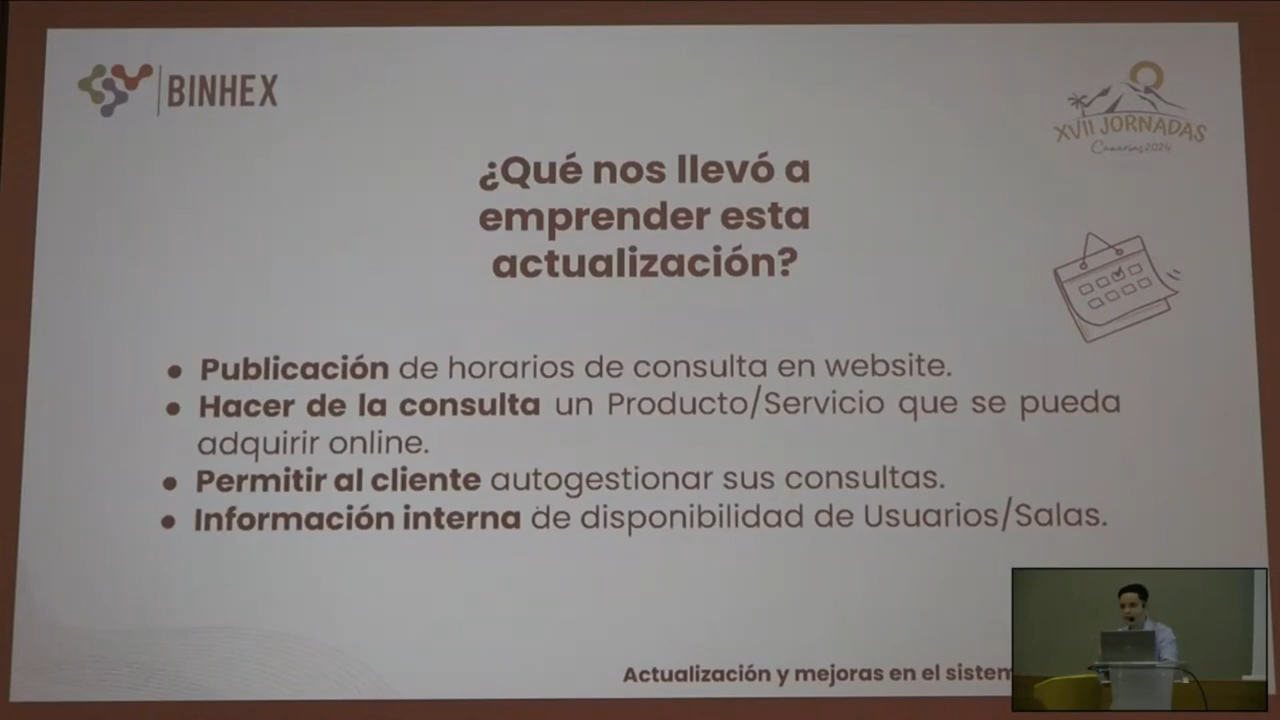 BINHEX
XVII JORNADAS
Canarias 2024
¿Qué nos llevó a
emprender esta
actualización?
● Publicación de horarios de consulta en website.
● Hacer de la consulta un Producto/Servicio que se pueda
adquirir online.
● Permitir al cliente autogestionar sus consultas.
● Información interna de disponibilidad de Usuarios/Salas.
Actualización y mejoras en el sistem